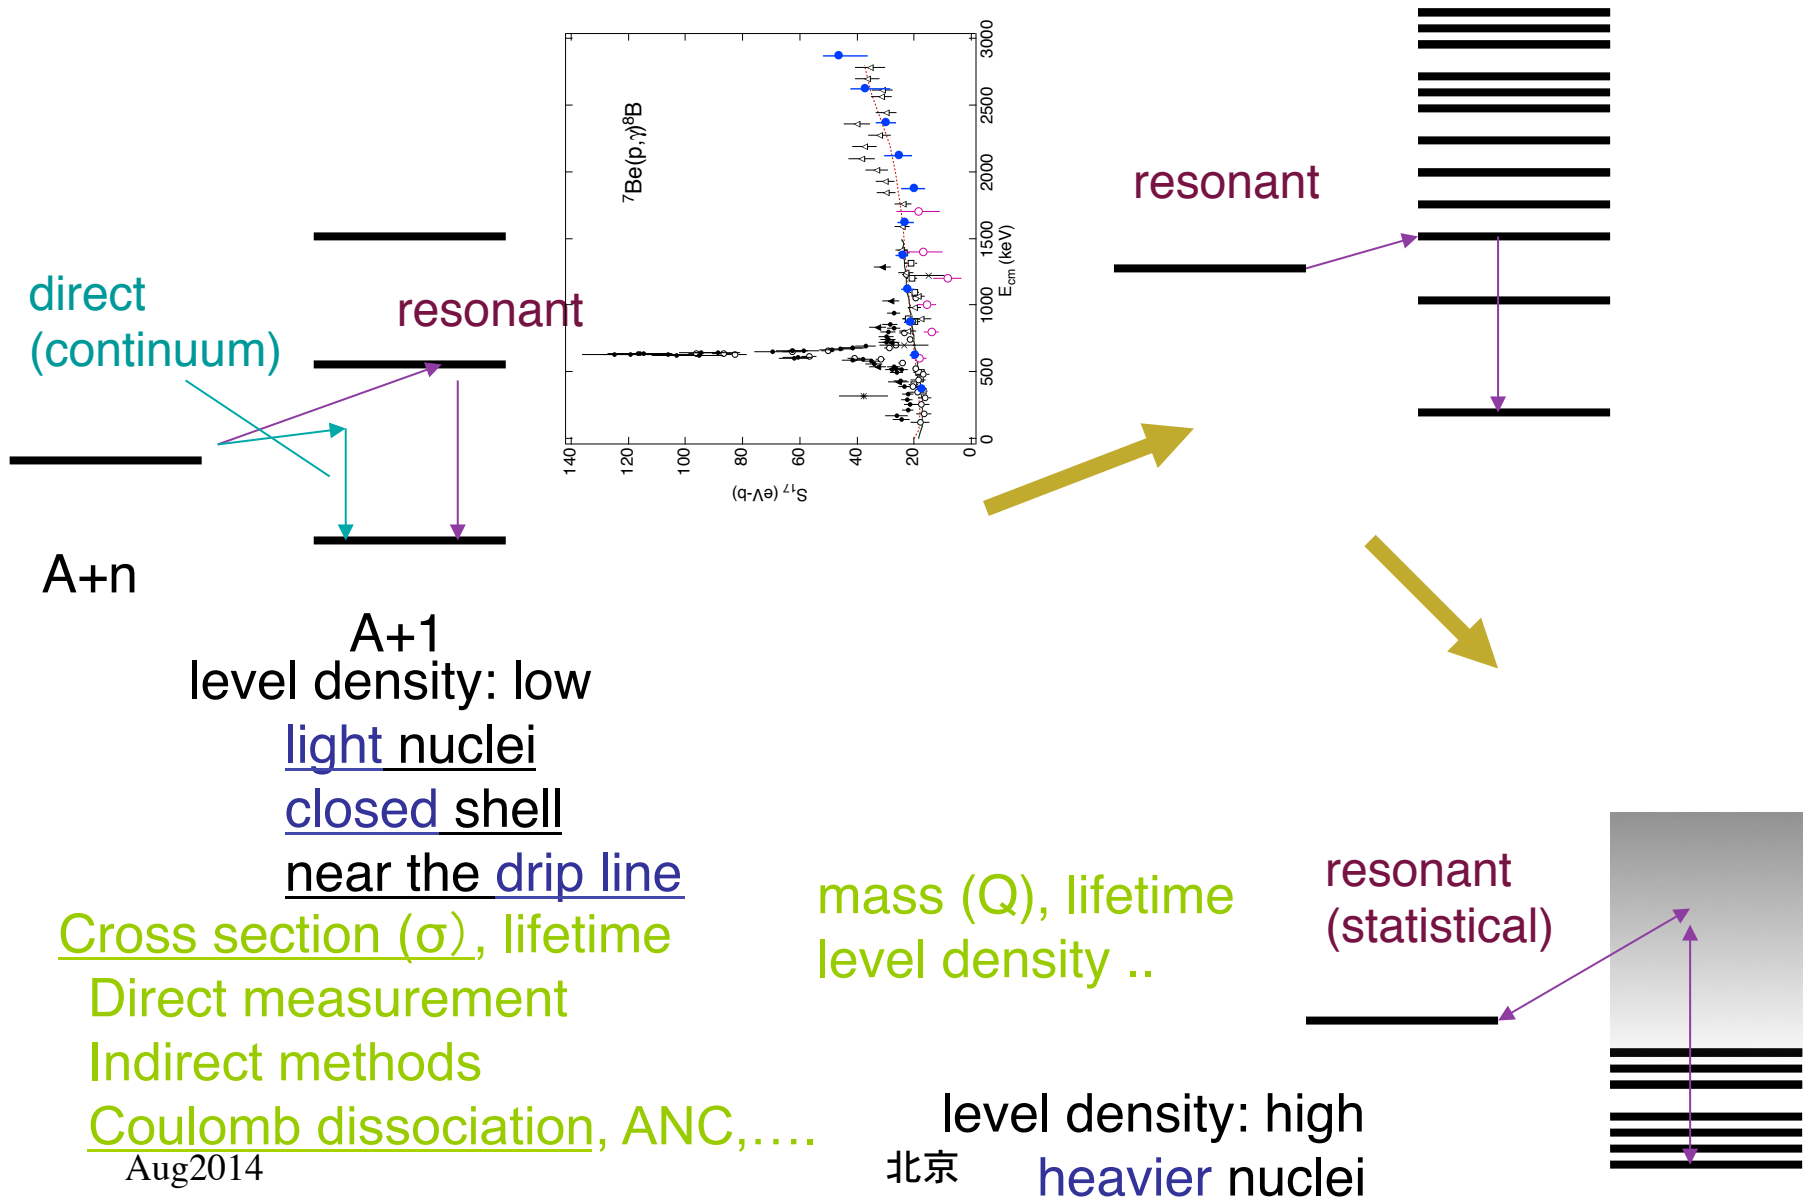 direct
(continuum)
resonant
A+n
A+1
level density: low
light nuclei
closed shell
near the drip line
Cross section (σ）, lifetime
Direct measurement
Indirect methods
Coulomb dissociation, ANC,….
Aug2014
⁷Be(p,γ)⁸B
3000
2500
2000
1500
1000
500
0
E_cm (keV)
140
120
100
80
60
40
20
0
S₁₇ (eV-b)
resonant
mass (Q), lifetime
level density ..
resonant
(statistical)
level density: high
heavier nuclei
北京